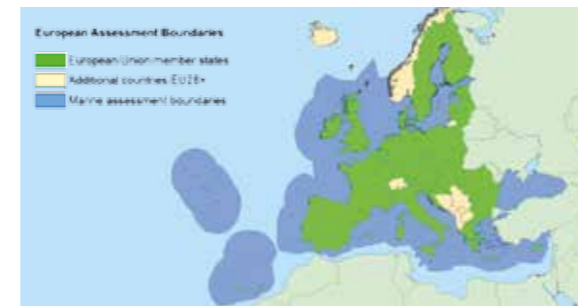 European Assessment Boundaries
European Union member states
Additional countries EU28+
Marine assessment boundaries